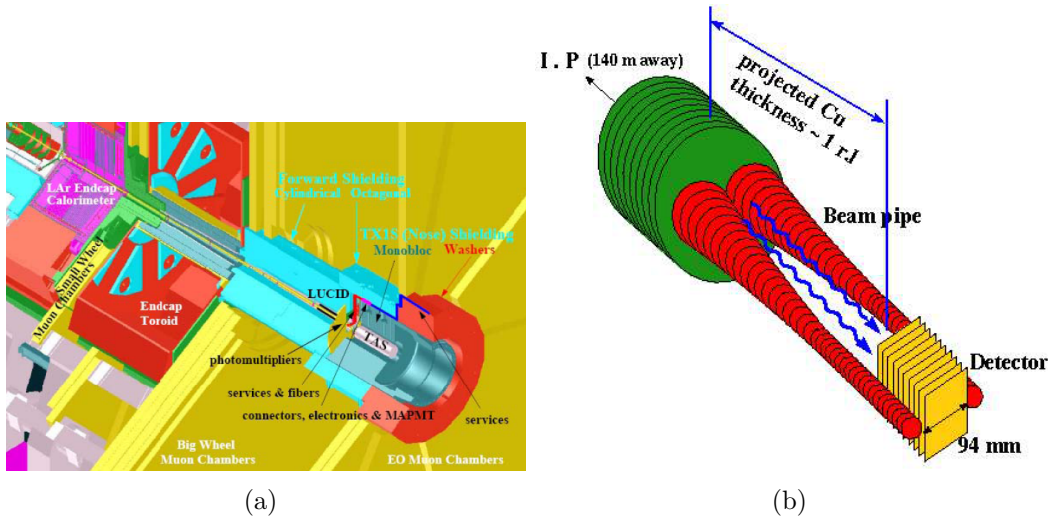 LAr Endcap
Calorimeter
Small Wheel
Muon Chambers
Endcap
Toroid
Forward Shielding
Cylindrical Octagonal
TX1S (Nose) Shielding
Monobloc Washers
LUCID
TAS
photomultipliers
services & fibers
connectors, electronics & MAPMT
services
Big Wheel
Muon Chambers
EO Muon Chambers
(a)
I . P (140 m away)
projected Cu
thickness ~ 1 r.l
Beam pipe
Detector
94 mm
(b)